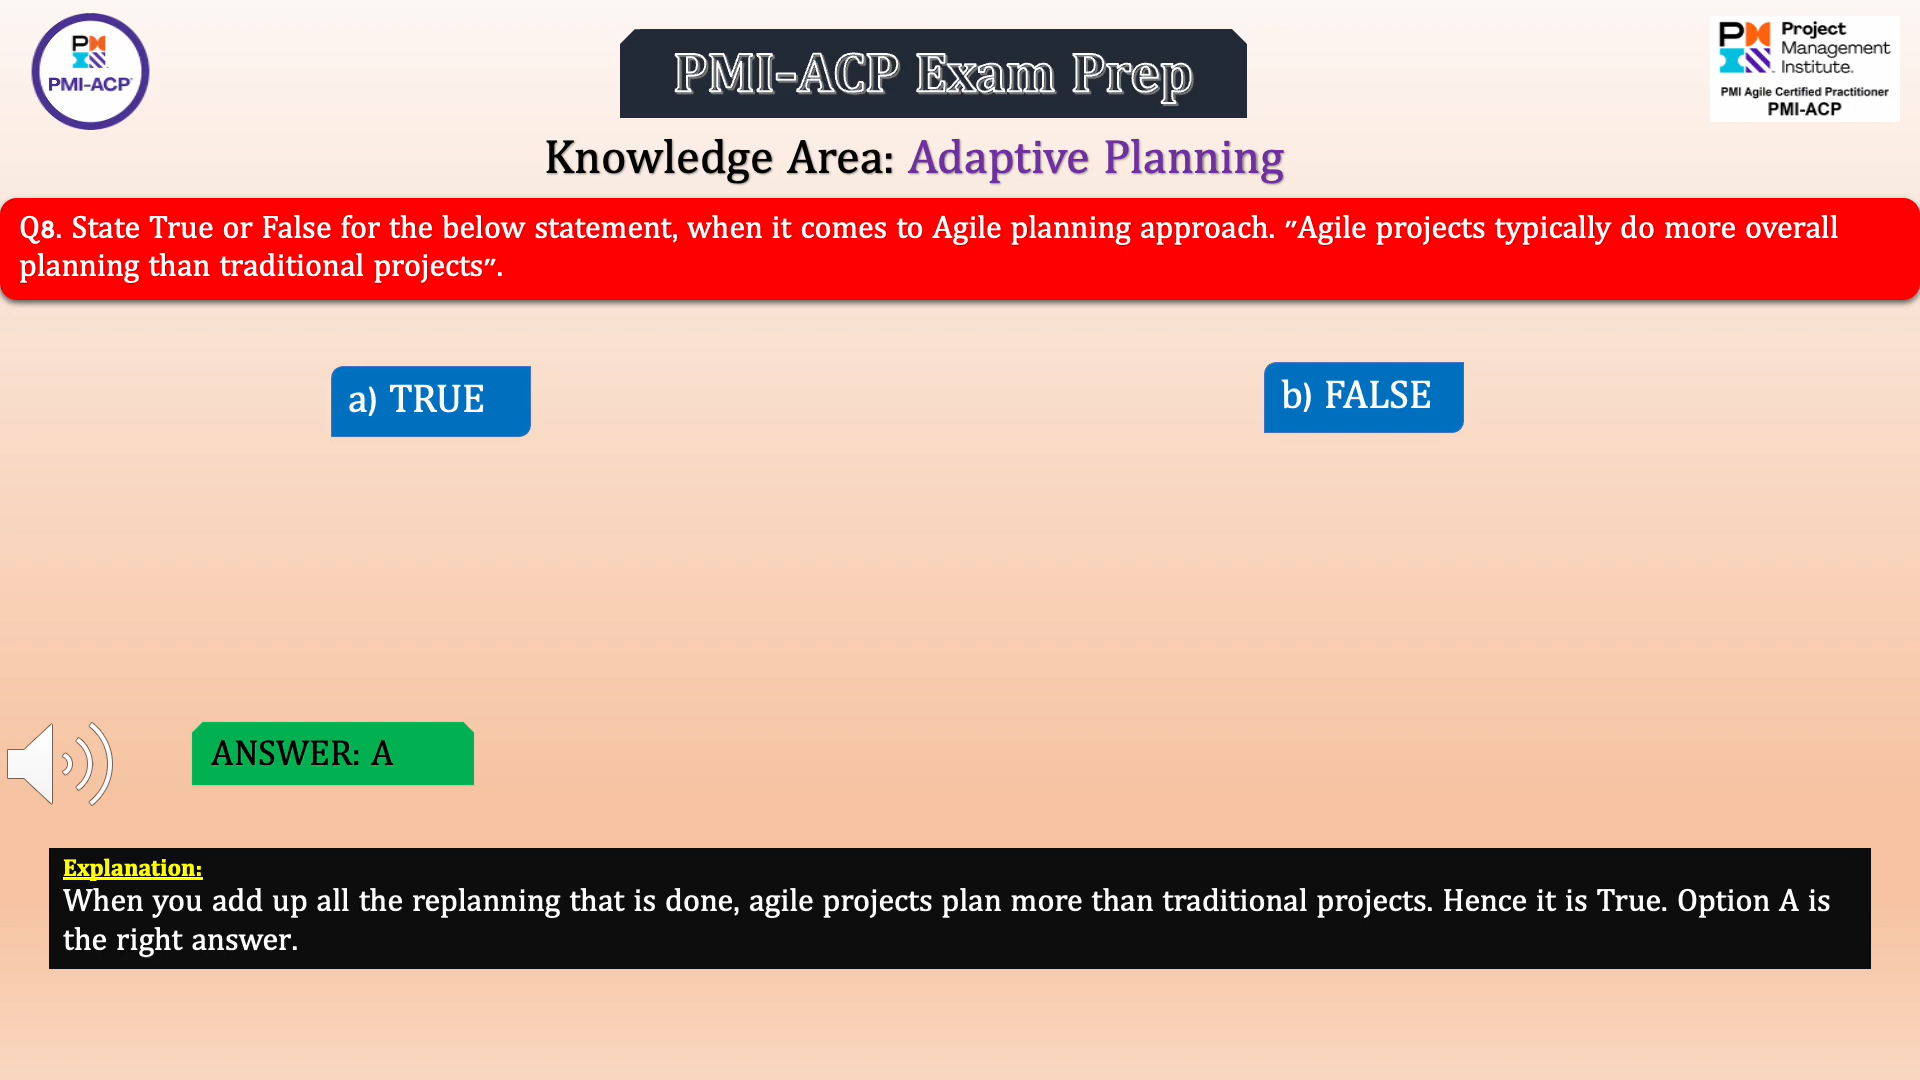 PMI-ACP
PMI-ACP Exam Prep
Project
Management
Institute.
PMI Agile Certified Practitioner
PMI-ACP
Knowledge Area: Adaptive Planning
Q8. State True or False for the below statement, when it comes to Agile planning approach. "Agile projects typically do more overall
planning than traditional projects".
a) TRUE
b) FALSE
ANSWER: A
Explanation:
When you add up all the replanning that is done, agile projects plan more than traditional projects. Hence it is True. Option A is
the right answer.